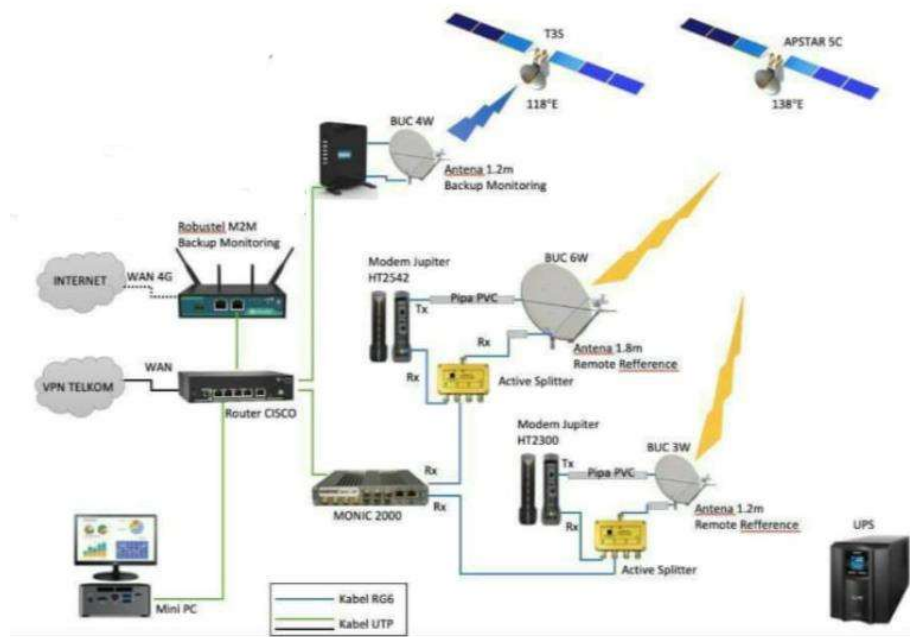 T3S
118°E
APSTAR 5C
138°E
BUC 4W
Antena 1.2m
Backup Monitoring
Robustel M2M
Backup Monitoring
INTERNET
WAN 4G
Modem Jupiter
HT2542
BUC 6W
Tx
Pipa PVC
Rx
Antena 1.8m
Remote Refference
Rx
Active Splitter
VPN TELKOM
WAN
Router CISCO
Modem Jupiter
HT2300
BUC 3W
Tx
Pipa PVC
Rx
Rx
MONIC 2000
Rx
Antena 1.2m
Remote Refference
Active Splitter
UPS
Mini PC
Kabel RG6
Kabel UTP